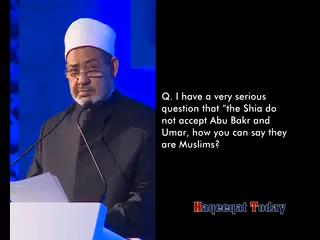 Q. I have a very serious
question that “the Shia do
not accept Abu Bakr and
Umar, how you can say they
are Muslims?
Haqeeqat Today